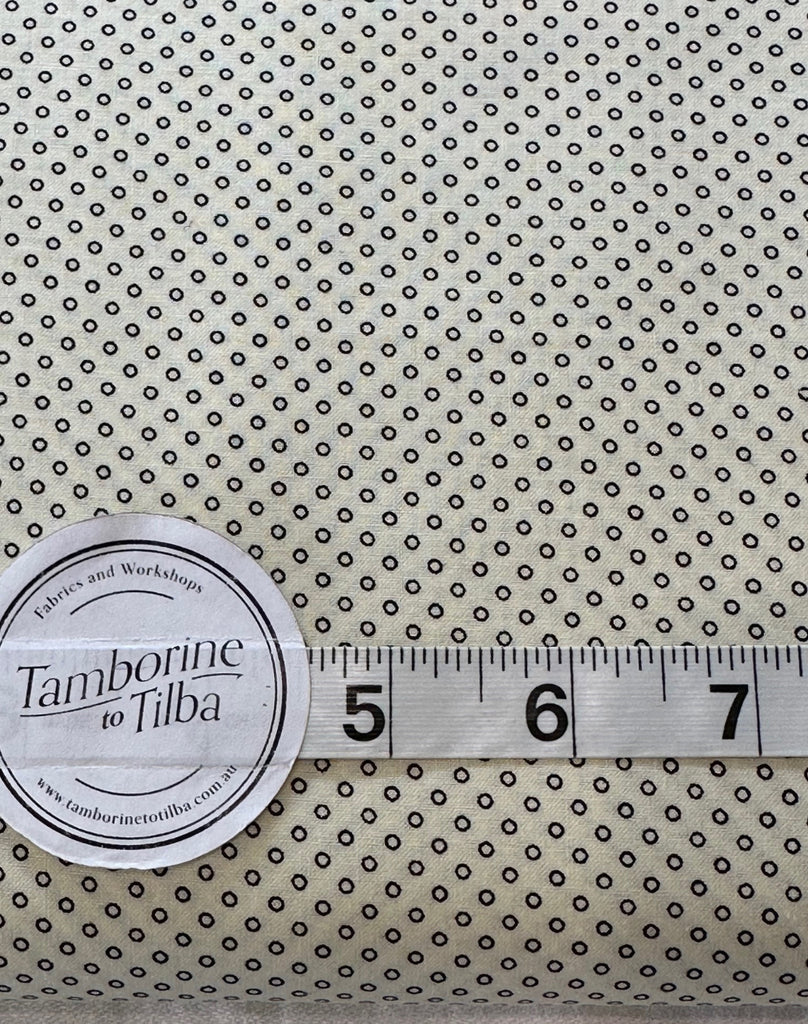 Fabrics and Workshops
Tamborine
to Tilba
www.tamborinetotilba.com.au
5 6 7